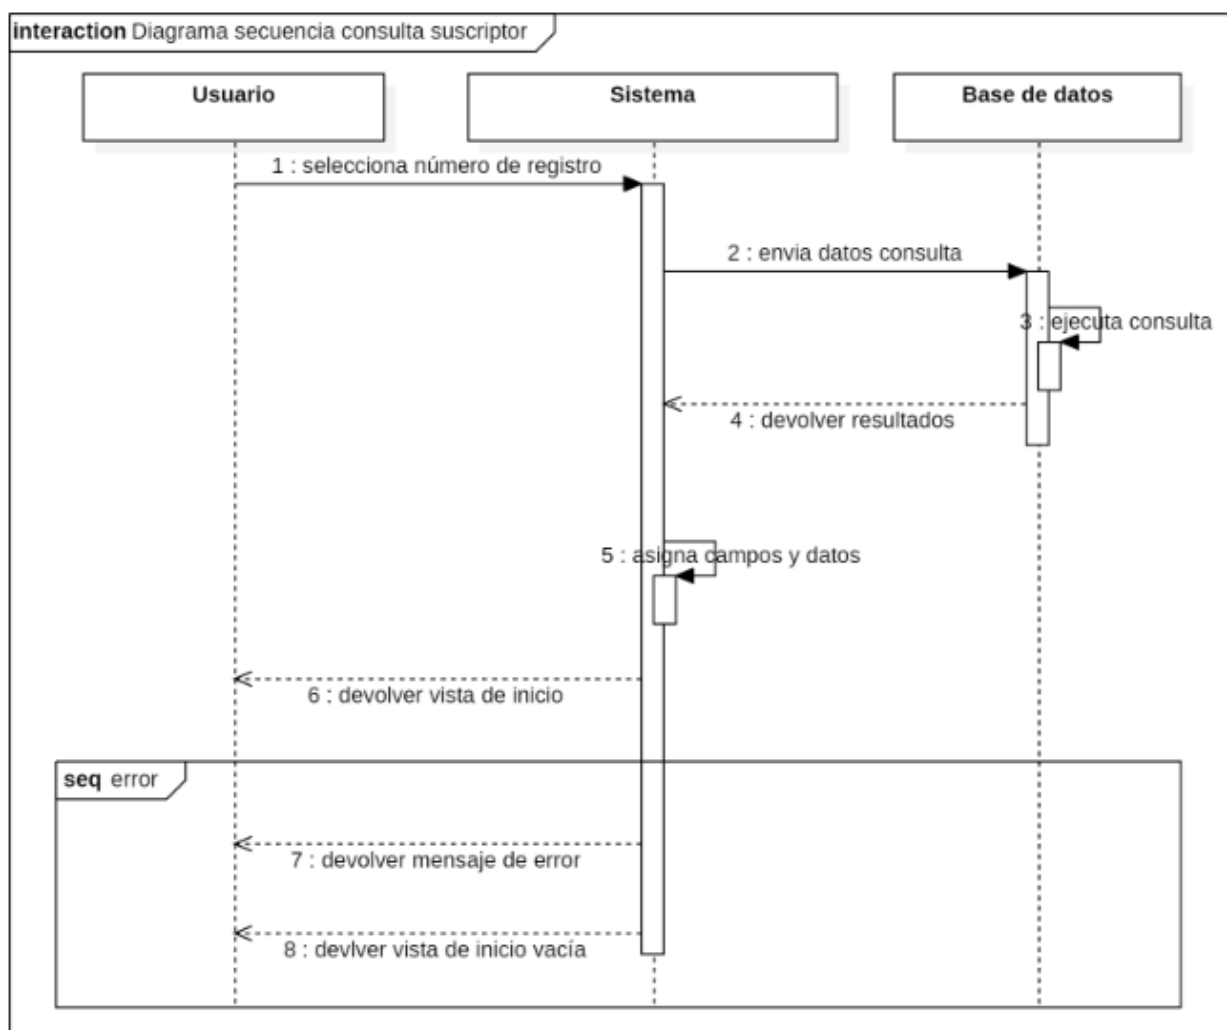 interaction Diagrama secuencia consulta suscriptor
Usuario
Sistema
Base de datos
1 : selecciona número de registro
2 : envia datos consulta
3 : ejecuta consulta
4 : devolver resultados
5 : asigna campos y datos
6 : devolver vista de inicio
seq error
7 : devolver mensaje de error
8 : devlver vista de inicio vacía